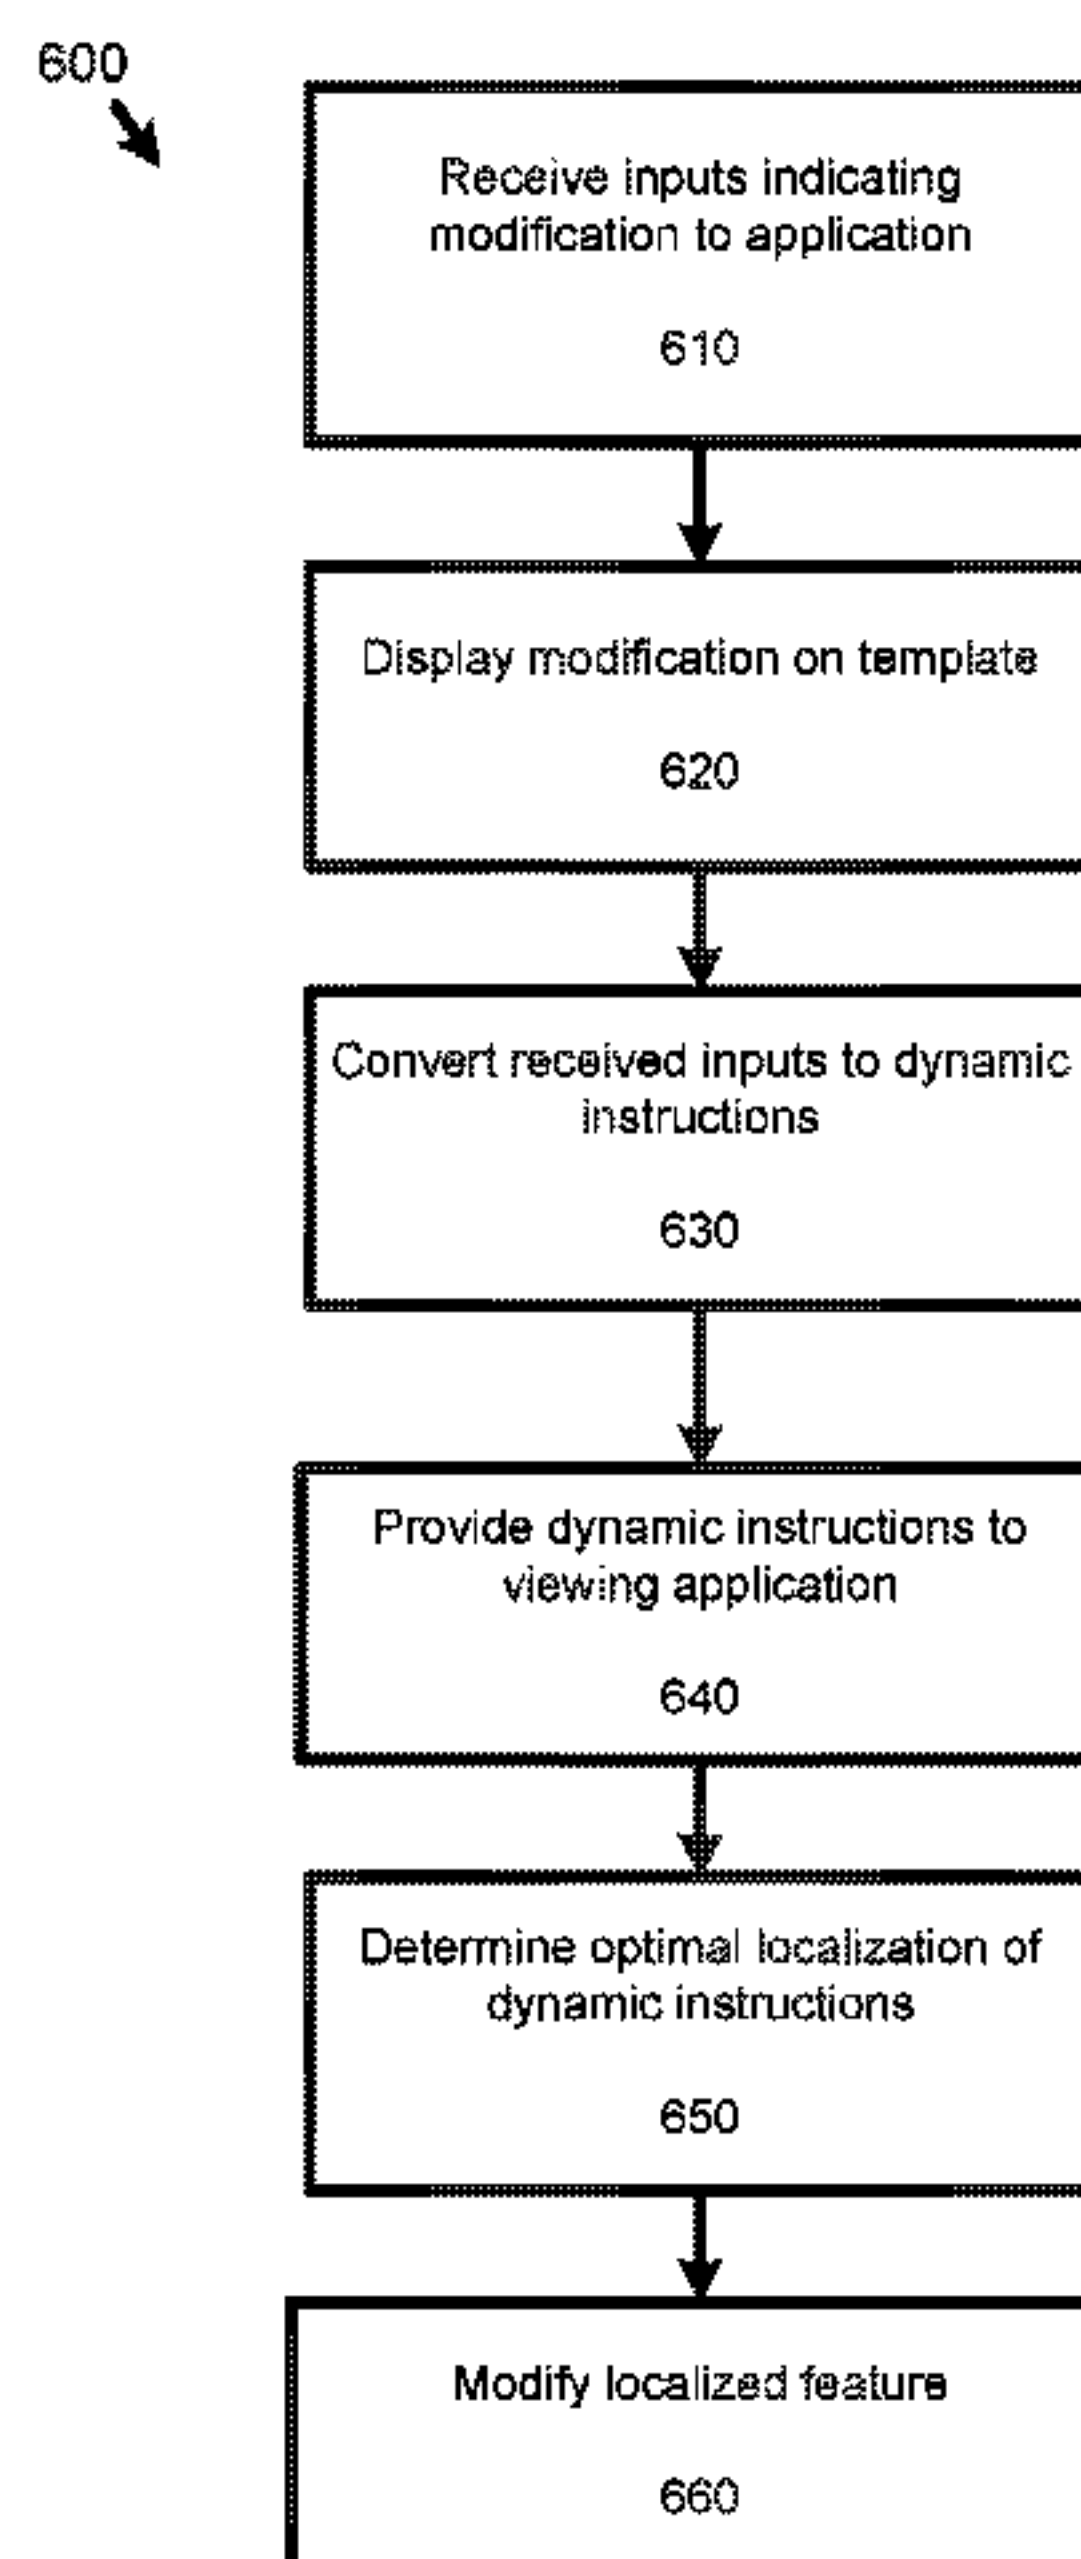 600
Receive inputs indicating
modification to application
610
Display modification on template
620
Convert received inputs to dynamic
instructions
630
Provide dynamic instructions to
viewing application
640
Determine optimal localization of
dynamic instructions
650
Modify localized feature
660